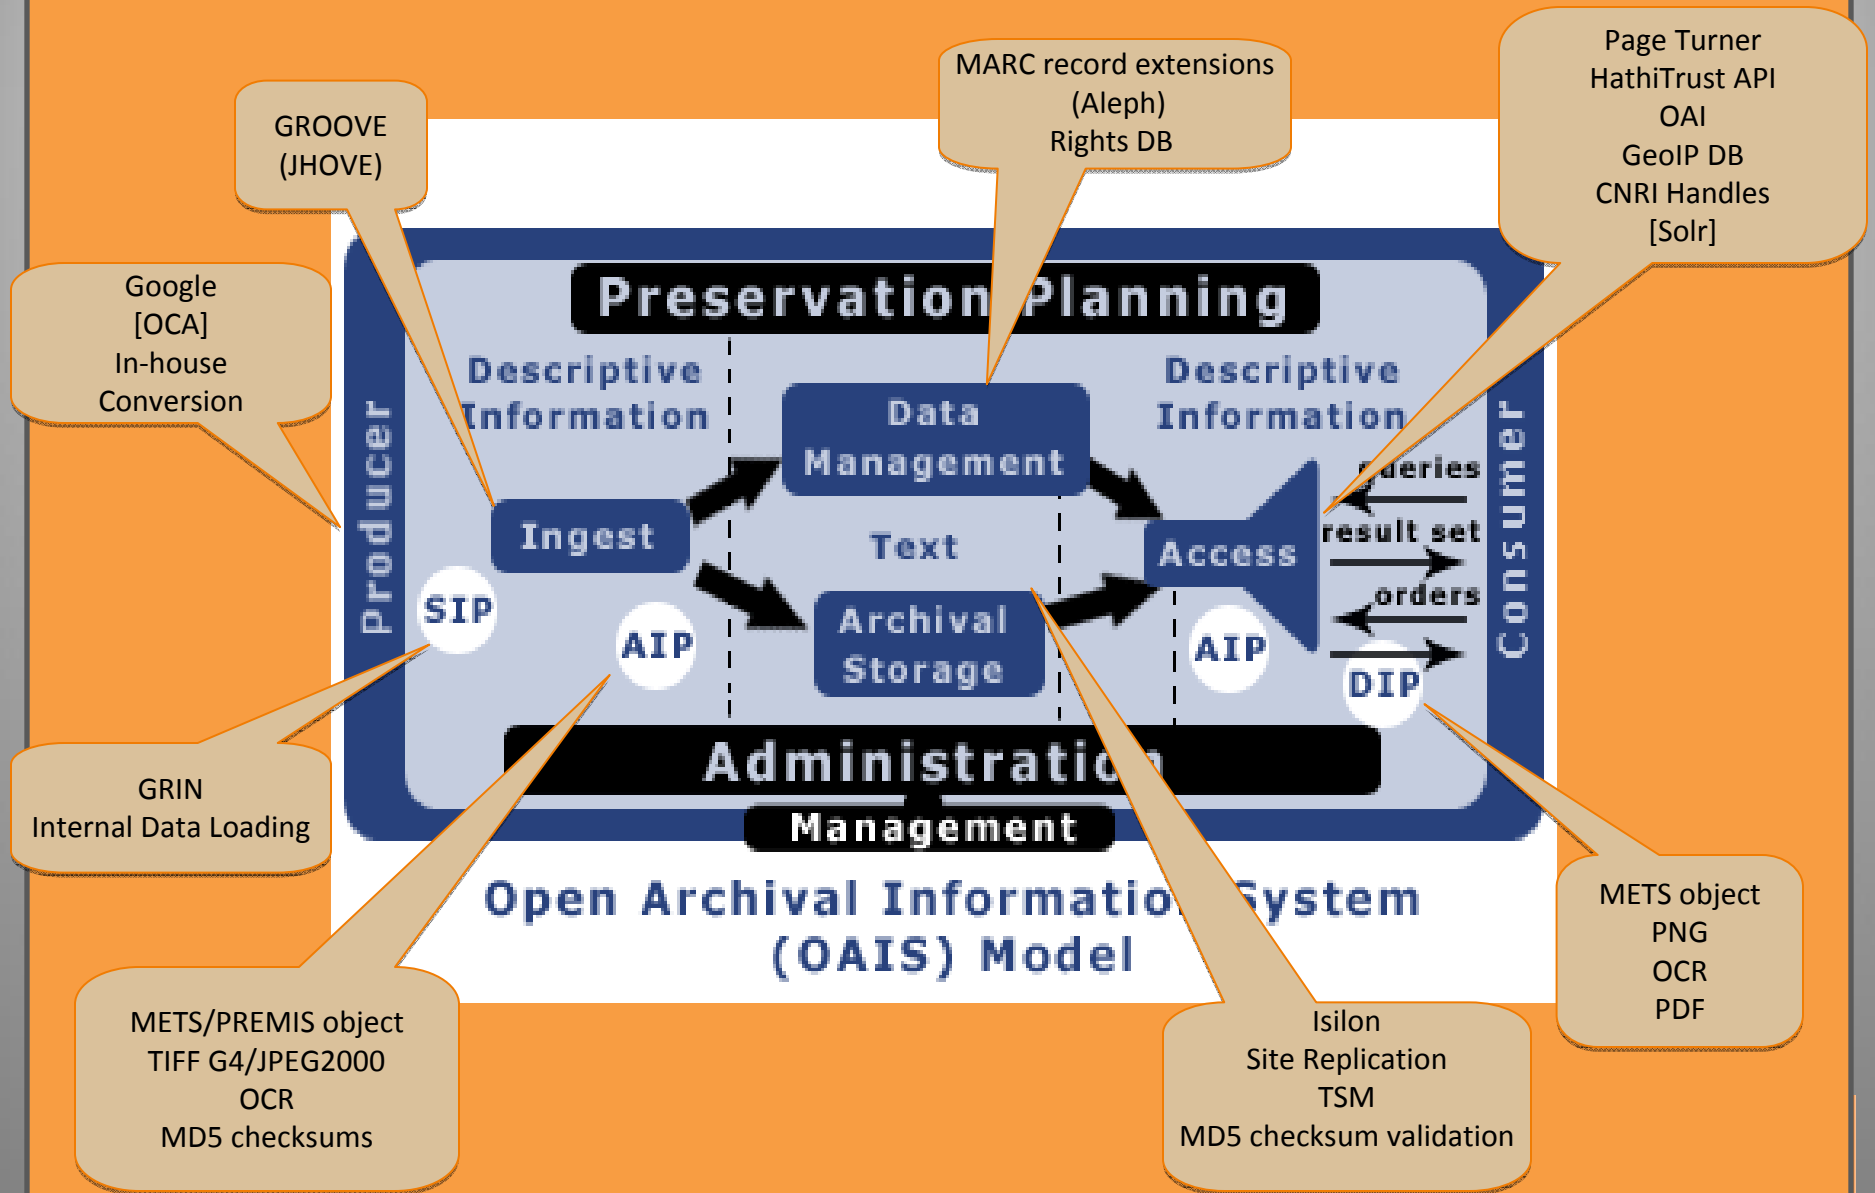 Page Turner
HathiTrust API
OAI
GeoIP DB
CNRI Handles
[Solr]
MARC record extensions
(Aleph)
Rights DB
GROOVE
(JHOVE)
Google
[OCA]
In-house
Conversion
Preservation Planning
Descriptive
Information
Data
Management
Descriptive
Information
Producer
Consumer
queries
result set
orders
Ingest
Text
Access
SIP
AIP
Archival
Storage
AIP
DIP
Administration
Management
GRIN
Internal Data Loading
Open Archival Information System
(OAIS) Model
METS object
PNG
OCR
PDF
METS/PREMIS object
TIFF G4/JPEG2000
OCR
MD5 checksums
Isilon
Site Replication
TSM
MD5 checksum validation